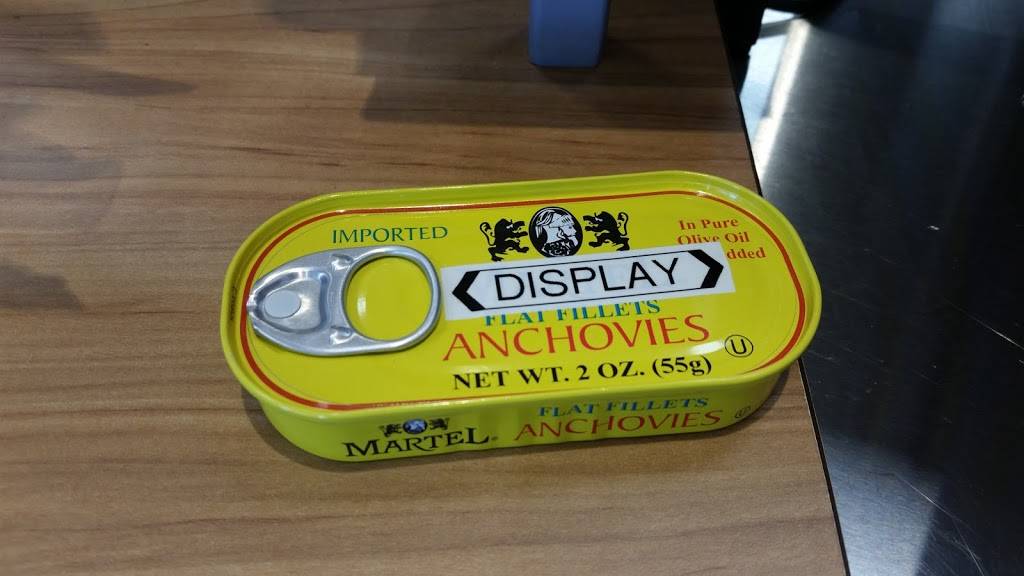 IMPORTED
In Pure
Olive Oil
dded
DISPLAY
FLAT FILLETS
ANCHOVIES
U
NET WT. 2 OZ. (55g)
MARTEL®
FLAT FILLETS
ANCHOVIES
U